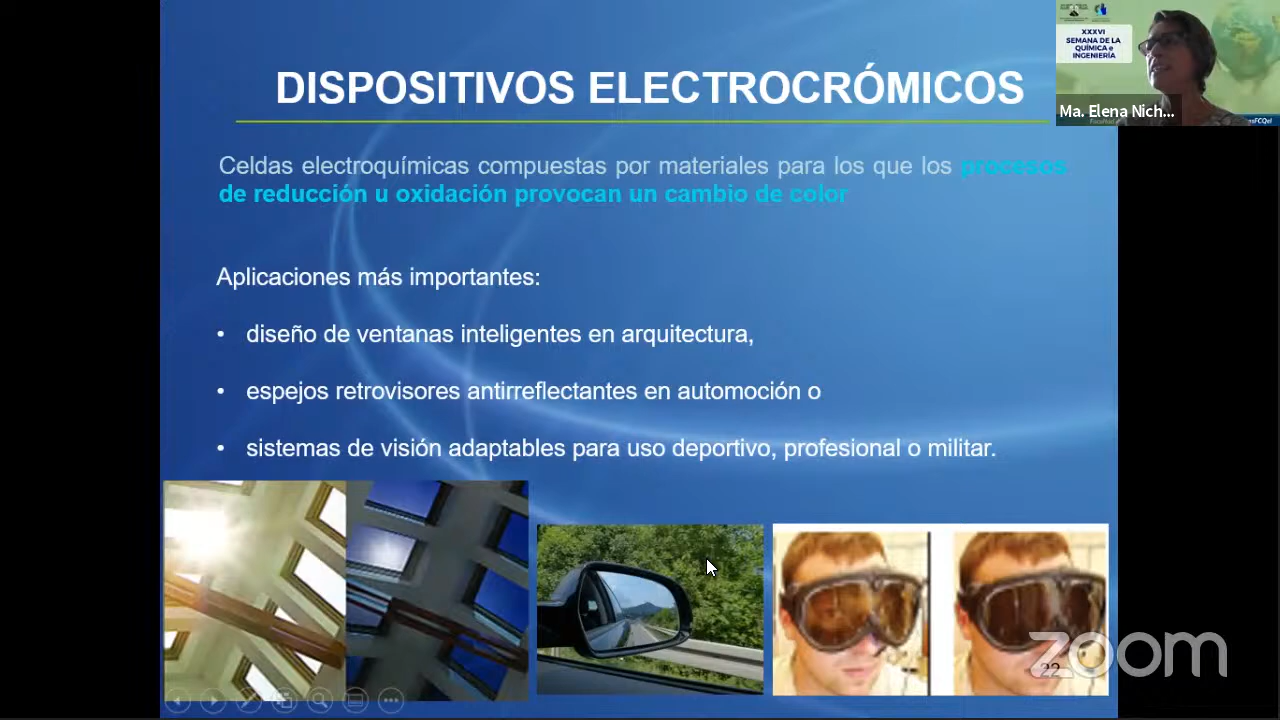 DISPOSITIVOS ELECTROCRÓMICOS
Celdas electroquímicas compuestas por materiales para los que los procesos
de reducción u oxidación provocan un cambio de color
Aplicaciones más importantes:
• diseño de ventanas inteligentes en arquitectura,
• espejos retrovisores antirreflectantes en automoción o
• sistemas de visión adaptables para uso deportivo, profesional o militar.
XXXVI
SEMANA DE LA
QUÍMICA e
INGENIERÍA
Ma. Elena Nich...
zoom
22